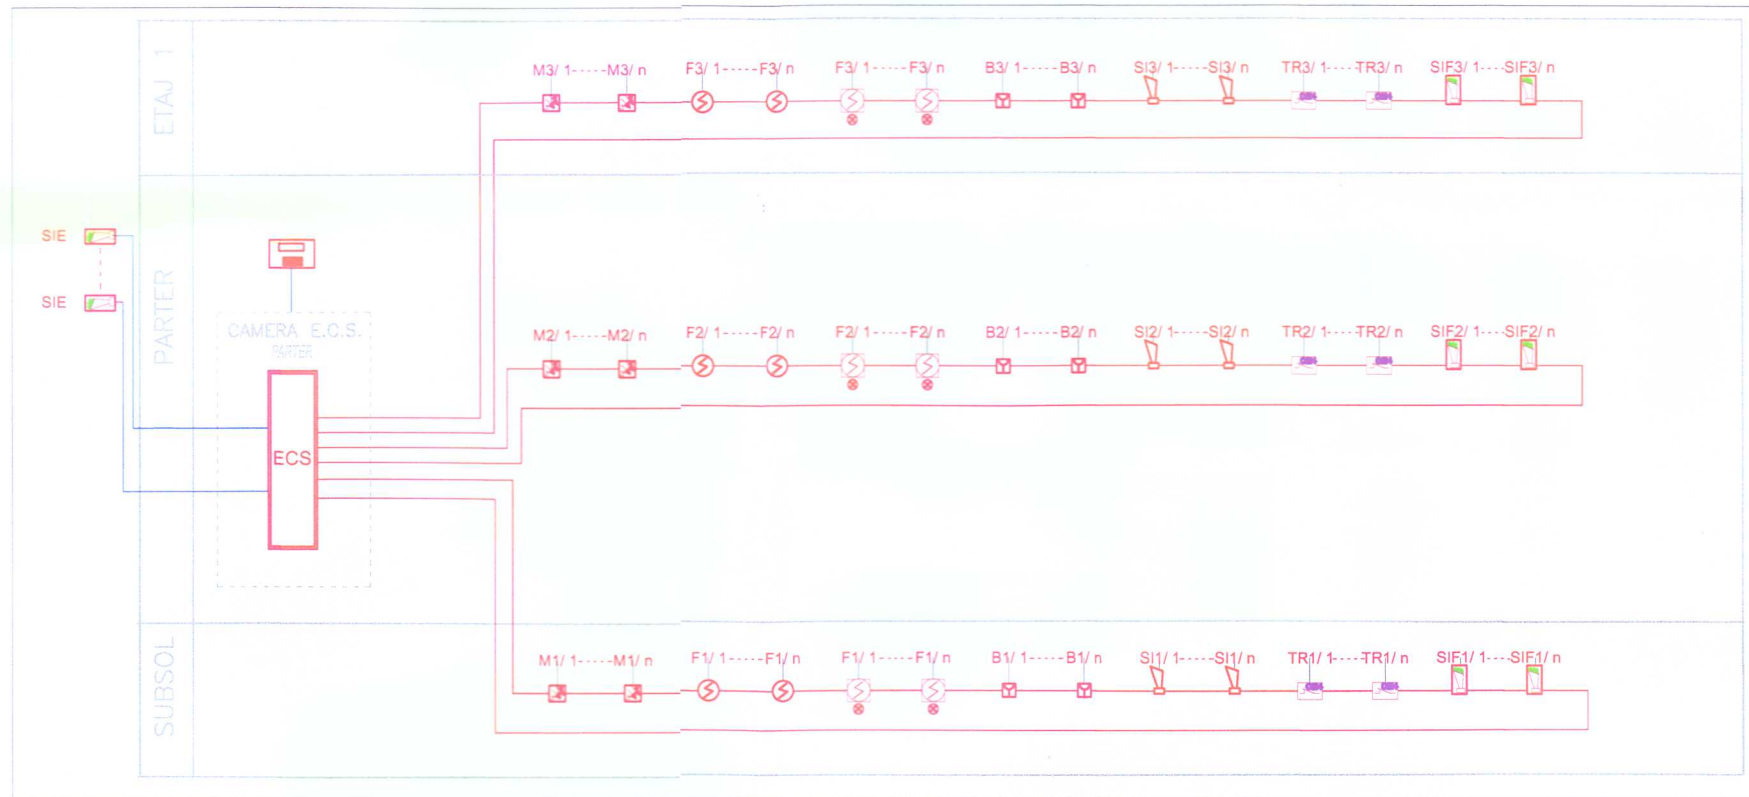 ETAJ 1
M3/ 1-----M3/ n F3/ 1-----F3/ n F3/ 1-----F3/ n B3/ 1-----B3/ n SI3/ 1-----SI3/ n TR3/ 1-----TR3/ n SIF3/ 1----SIF3/ n
SIE
SIE
PARTER
CAMERA E.C.S.
PARTER
ECS
M2/ 1-----M2/ n F2/ 1-----F2/ n F2/ 1-----F2/ n B2/ 1-----B2/ n SI2/ 1-----SI2/ n TR2/ 1-----TR2/ n SIF2/ 1----SIF2/ n
SUBSOL
M1/ 1-----M1/ n F1/ 1-----F1/ n F1/ 1-----F1/ n B1/ 1-----B1/ n SI1/ 1-----SI1/ n TR1/ 1-----TR1/ n SIF1/ 1----SIF1/ n